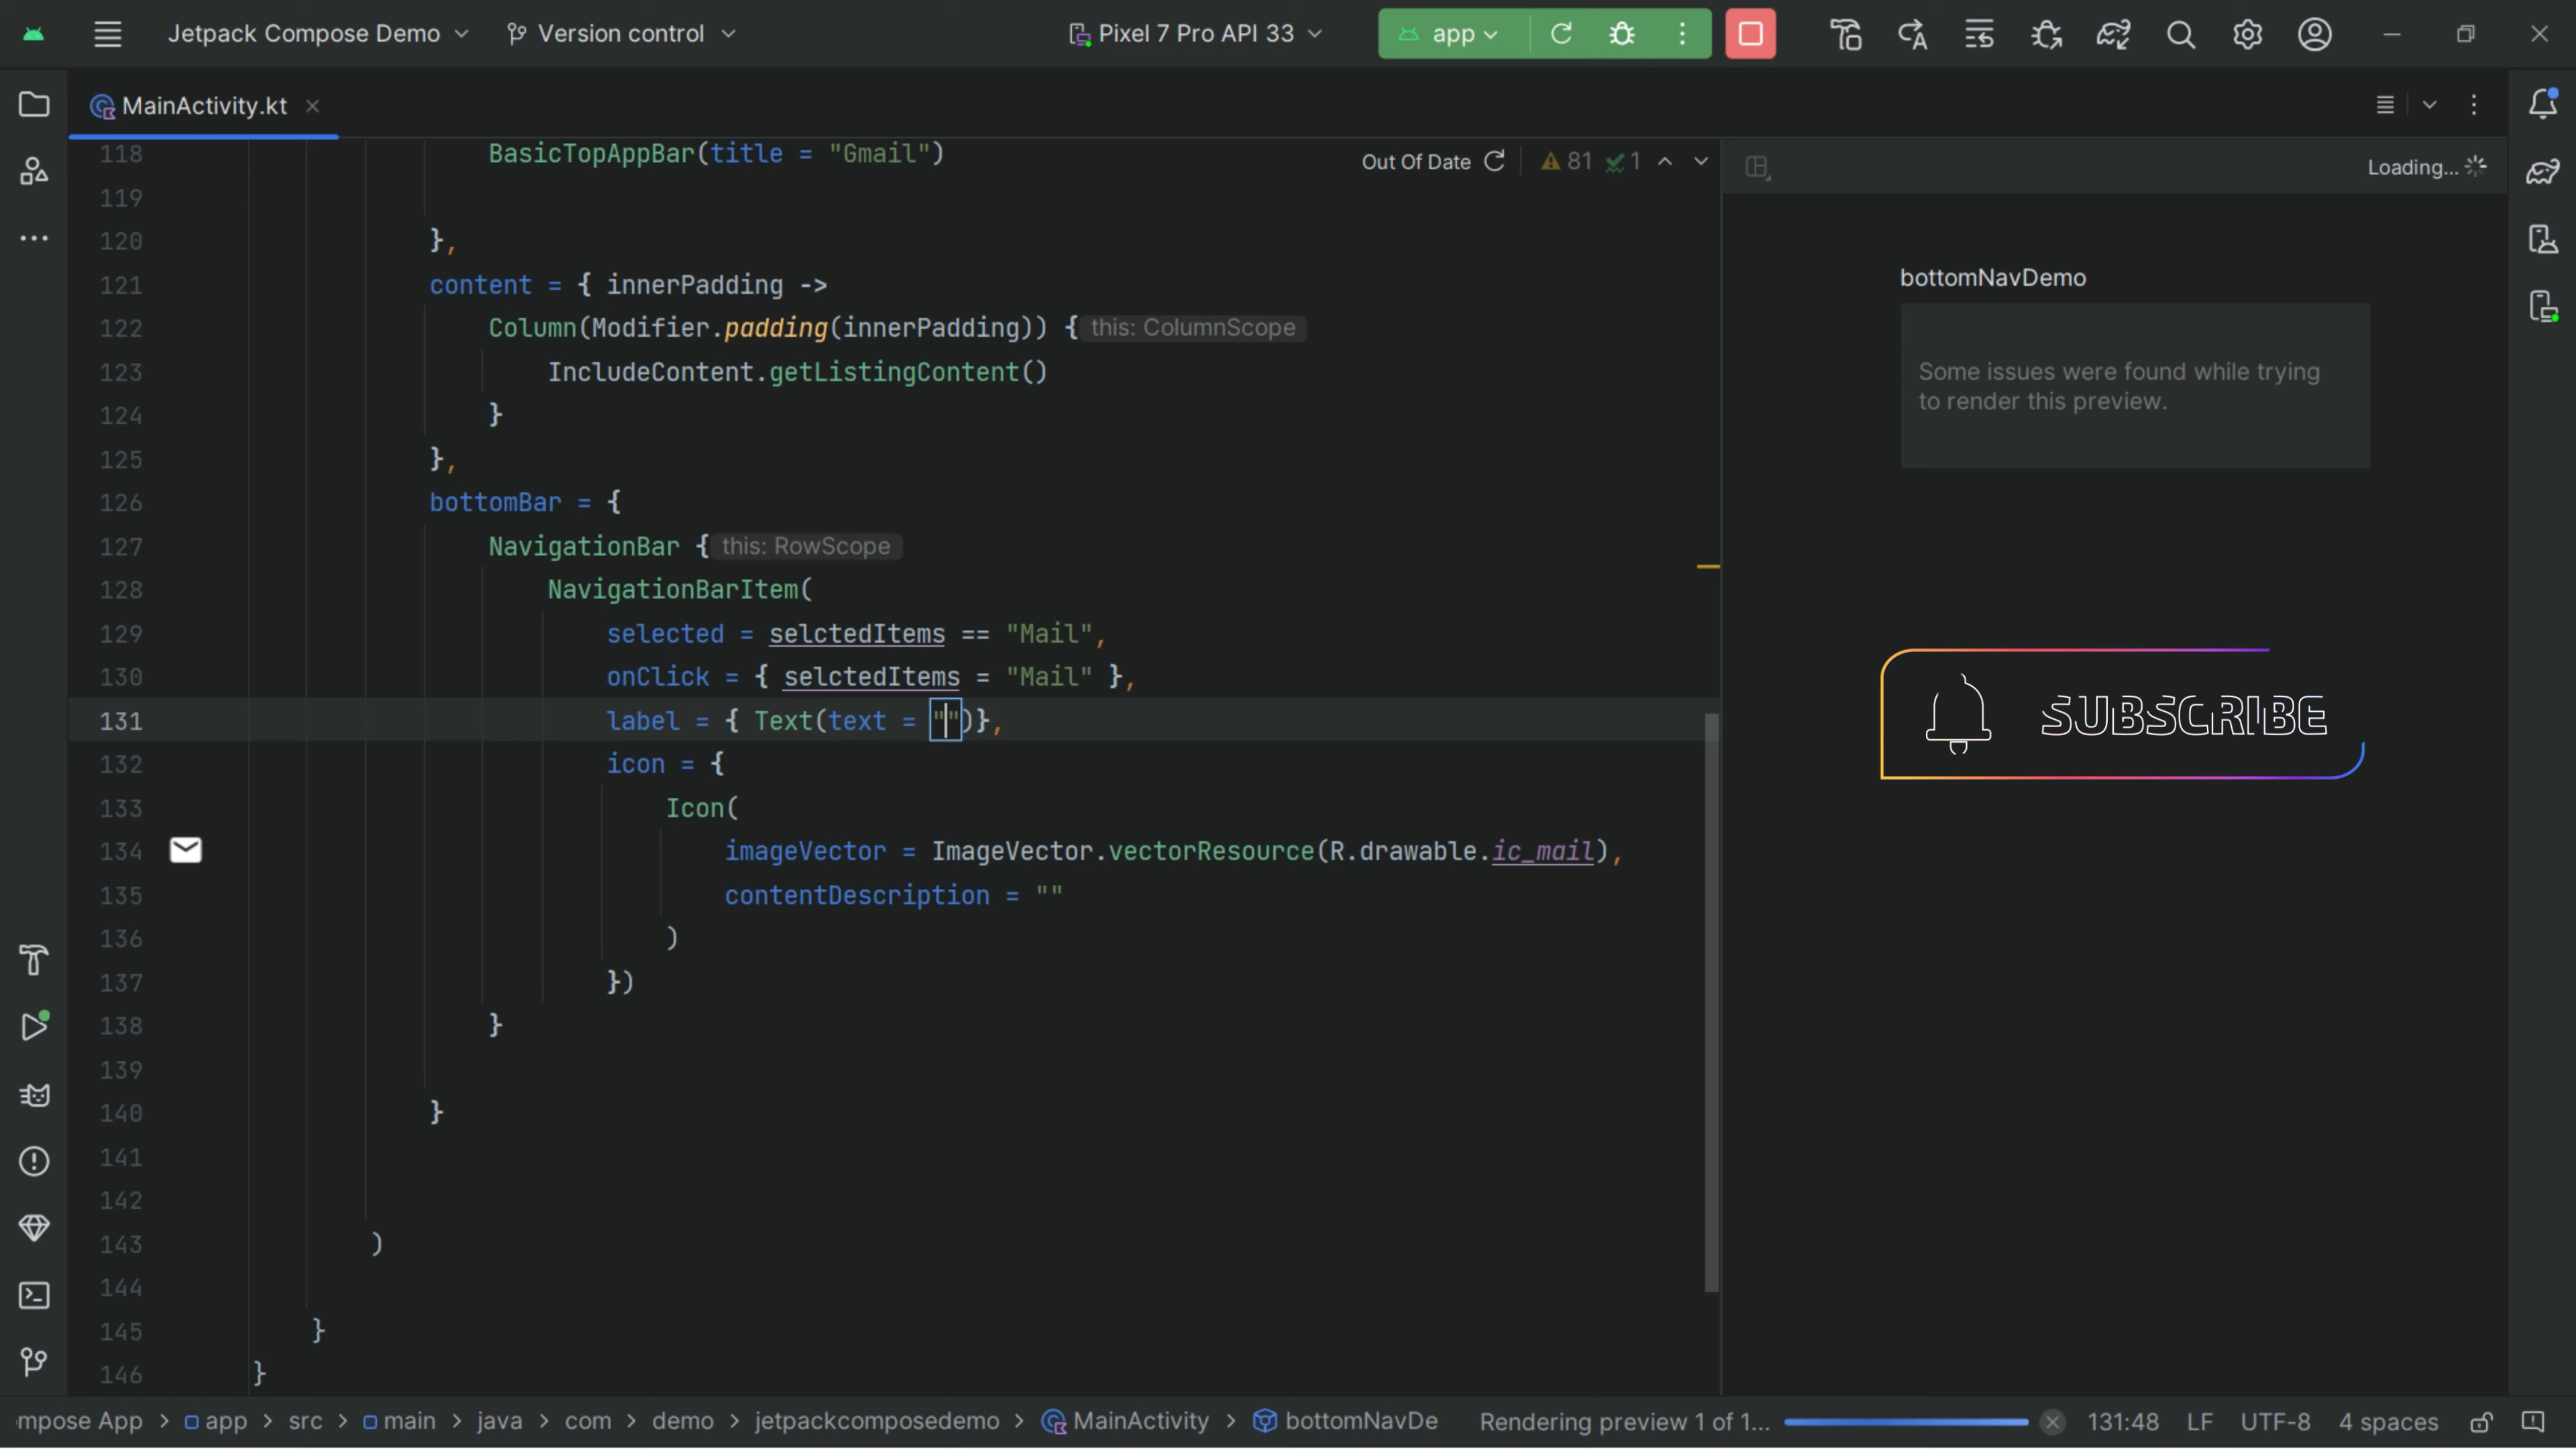 Jetpack Compose Demo
Version control
Pixel 7 Pro API 33
app
MainActivity.kt
Out Of Date
81
1
Loading...
118 BasicTopAppBar(title = "Gmail")
119
120 },
121 content = { innerPadding ->
122 Column(Modifier.padding(innerPadding)) { this: ColumnScope
123 IncludeContent.getListingContent()
124 }
125 },
126 bottomBar = {
127 NavigationBar { this: RowScope
128 NavigationBarItem(
129 selected = selctedItems == "Mail",
130 onClick = { selctedItems = "Mail" },
131 label = { Text(text = "")},
132 icon = {
133 Icon(
134 imageVector = ImageVector.vectorResource(R.drawable.ic_mail),
135 contentDescription = ""
136 )
137 })
138 }
139
140 }
141
142
143 )
144
145 }
146 }
bottomNavDemo
Some issues were found while trying
to render this preview.
SUBSCRIBE
mpose App > app > src > main > java > com > demo > jetpackcomposedemo > MainActivity > bottomNavDe
Rendering preview 1 of 1...
131:48
LF
UTF-8
4 spaces